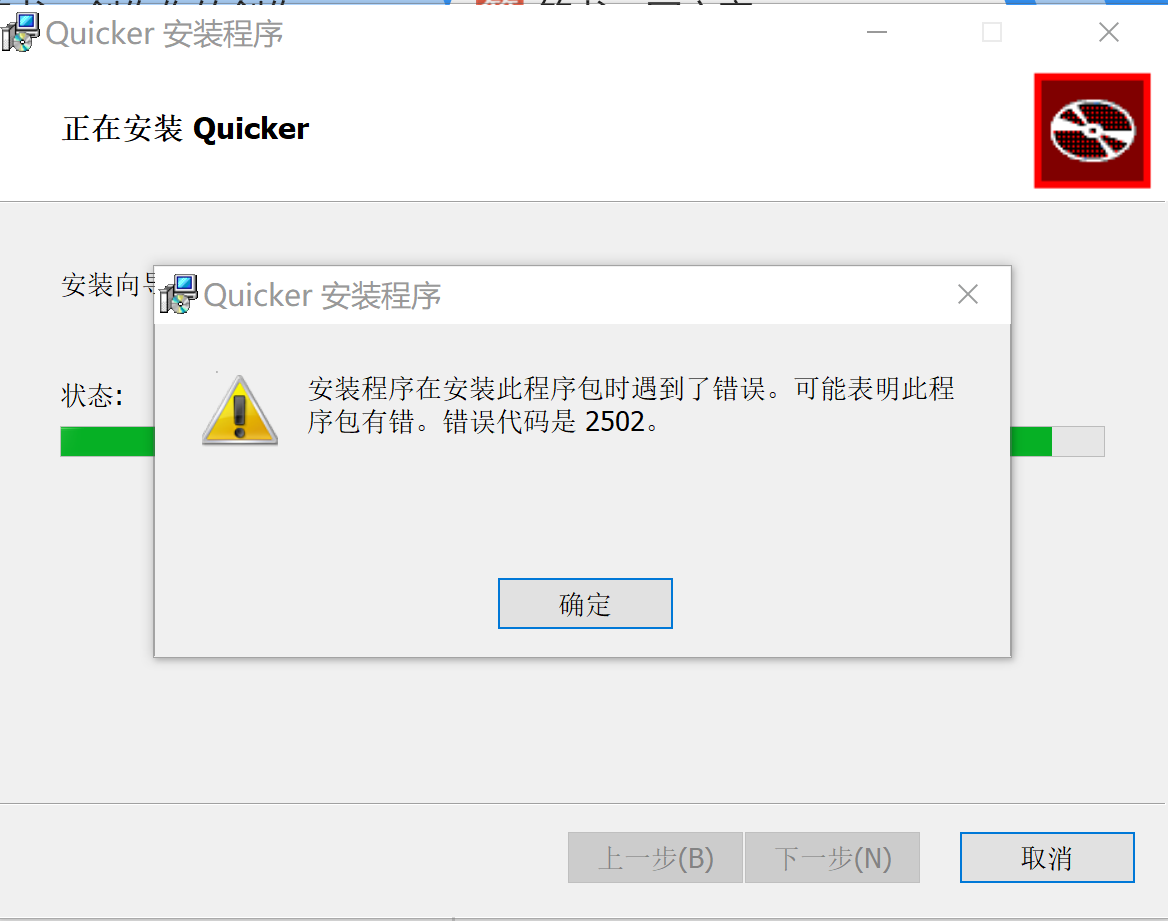 Quicker 安装程序
正在安装 Quicker
安装向导
Quicker 安装程序
状态:
安装程序在安装此程序包时遇到了错误。可能表明此程
序包有错。错误代码是 2502。
确定
上一步(B)
下一步(N)
取消